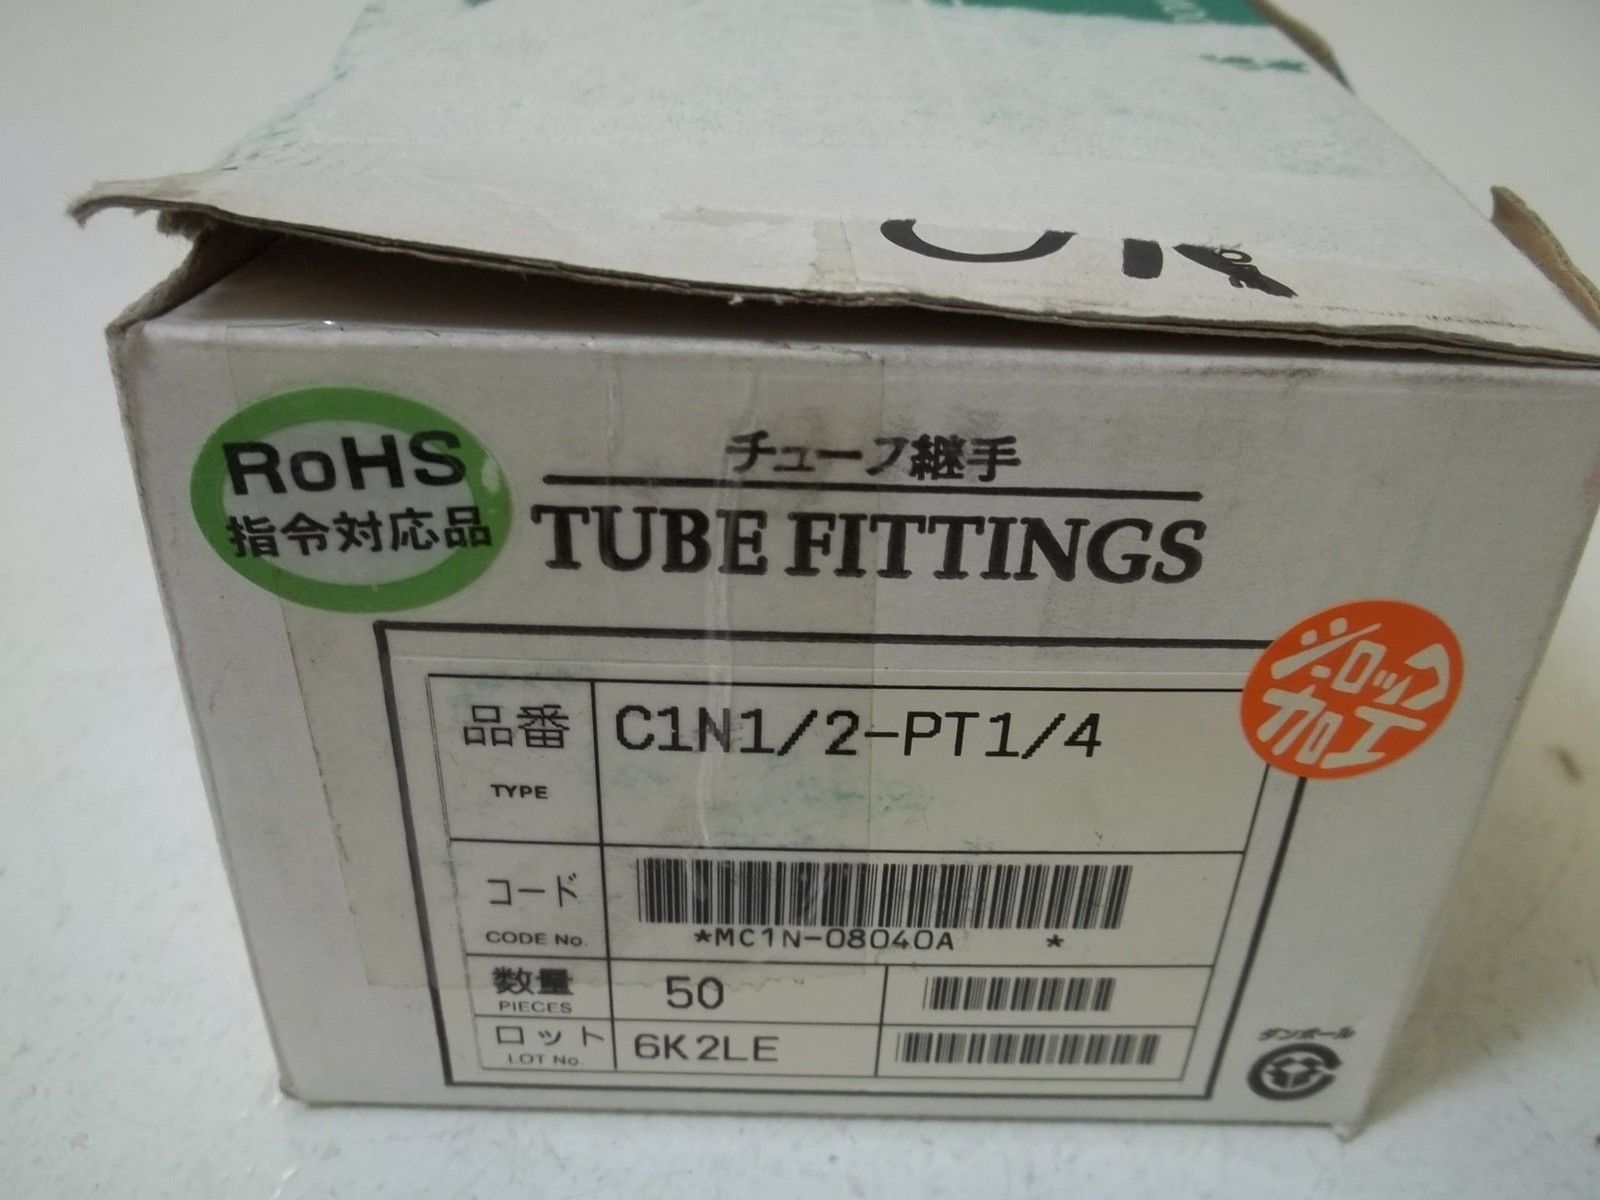 RoHS
指令対応品
チューブ継手
TUBE FITTINGS
シロック
加工
品番
TYPE
C1N1/2-PT1/4
コード
CODE No.
*MC1N-08040A *
数量
PIECES
50
ロット
LOT No.
6K2LE
ダンボール